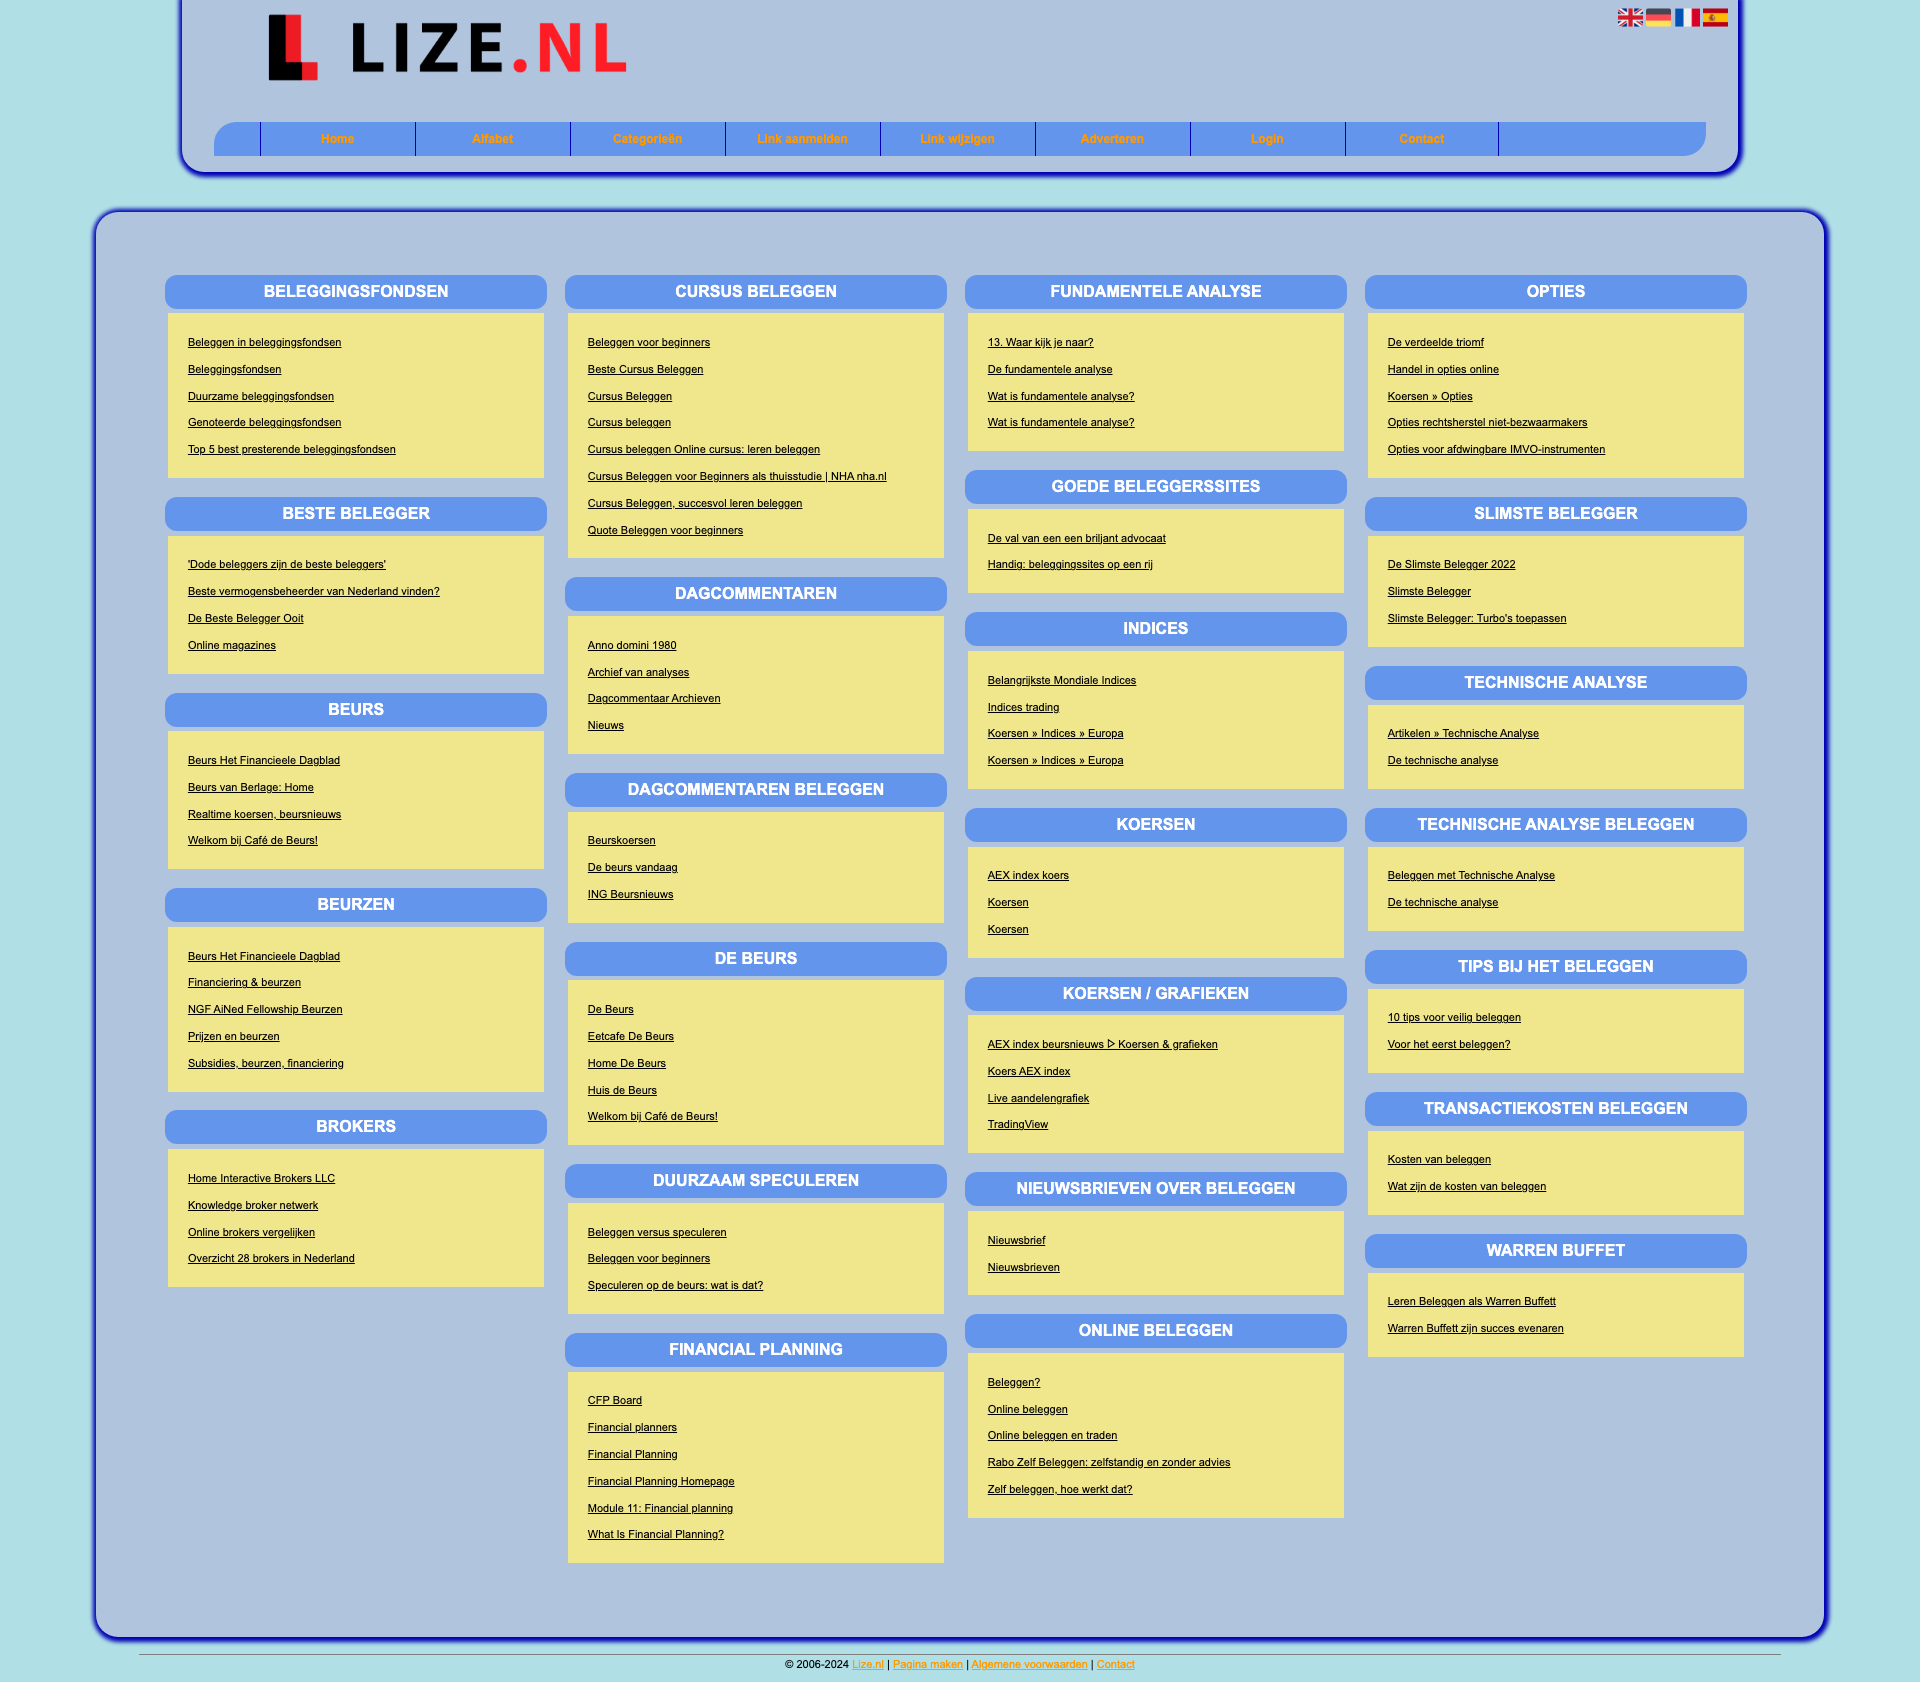 LIZE.NL
Home
Alfabet
Categorieën
Link aanmelden
Link wijzigen
Adverteren
Login
Contact
BELEGGINGSFONDSEN
Beleggen in beleggingsfondsen
Beleggingsfondsen
Duurzame beleggingsfondsen
Genoteerde beleggingsfondsen
Top 5 best presterende beleggingsfondsen
BESTE BELEGGER
'Dode beleggers zijn de beste beleggers'
Beste vermogensbeheerder van Nederland vinden?
De Beste Belegger Ooit
Online magazines
BEURS
Beurs Het Financieele Dagblad
Beurs van Berlage: Home
Realtime koersen, beursnieuws
Welkom bij Café de Beurs!
BEURZEN
Beurs Het Financieele Dagblad
Financiering & beurzen
NGF AiNed Fellowship Beurzen
Prijzen en beurzen
Subsidies, beurzen, financiering
BROKERS
Home Interactive Brokers LLC
Knowledge broker netwerk
Online brokers vergelijken
Overzicht 28 brokers in Nederland
CURSUS BELEGGEN
Beleggen voor beginners
Beste Cursus Beleggen
Cursus Beleggen
Cursus beleggen
Cursus beleggen Online cursus: leren beleggen
Cursus Beleggen voor Beginners als thuisstudie | NHA nha.nl
Cursus Beleggen, succesvol leren beleggen
Quote Beleggen voor beginners
DAGCOMMENTAREN
Anno domini 1980
Archief van analyses
Dagcommentaar Archieven
Nieuws
DAGCOMMENTAREN BELEGGEN
Beurskoersen
De beurs vandaag
ING Beursnieuws
DE BEURS
De Beurs
Eetcafe De Beurs
Home De Beurs
Huis de Beurs
Welkom bij Café de Beurs!
DUURZAAM SPECULEREN
Beleggen versus speculeren
Beleggen voor beginners
Speculeren op de beurs: wat is dat?
FINANCIAL PLANNING
CFP Board
Financial planners
Financial Planning
Financial Planning Homepage
Module 11: Financial planning
What Is Financial Planning?
FUNDAMENTELE ANALYSE
13. Waar kijk je naar?
De fundamentele analyse
Wat is fundamentele analyse?
Wat is fundamentele analyse?
GOEDE BELEGGERSSITES
De val van een een briljant advocaat
Handig: beleggingssites op een rij
INDICES
Belangrijkste Mondiale Indices
Indices trading
Koersen » Indices » Europa
Koersen » Indices » Europa
KOERSEN
AEX index koers
Koersen
Koersen
KOERSEN / GRAFIEKEN
AEX index beursnieuws ᐅ Koersen & grafieken
Koers AEX index
Live aandelengrafiek
TradingView
NIEUWSBRIEVEN OVER BELEGGEN
Nieuwsbrief
Nieuwsbrieven
ONLINE BELEGGEN
Beleggen?
Online beleggen
Online beleggen en traden
Rabo Zelf Beleggen: zelfstandig en zonder advies
Zelf beleggen, hoe werkt dat?
OPTIES
De verdeelde triomf
Handel in opties online
Koersen » Opties
Opties rechtsherstel niet-bezwaarmakers
Opties voor afdwingbare IMVO-instrumenten
SLIMSTE BELEGGER
De Slimste Belegger 2022
Slimste Belegger
Slimste Belegger: Turbo's toepassen
TECHNISCHE ANALYSE
Artikelen » Technische Analyse
De technische analyse
TECHNISCHE ANALYSE BELEGGEN
Beleggen met Technische Analyse
De technische analyse
TIPS BIJ HET BELEGGEN
10 tips voor veilig beleggen
Voor het eerst beleggen?
TRANSACTIEKOSTEN BELEGGEN
Kosten van beleggen
Wat zijn de kosten van beleggen
WARREN BUFFET
Leren Beleggen als Warren Buffett
Warren Buffett zijn succes evenaren
© 2006-2024 Lize.nl | Pagina maken | Algemene voorwaarden | Contact